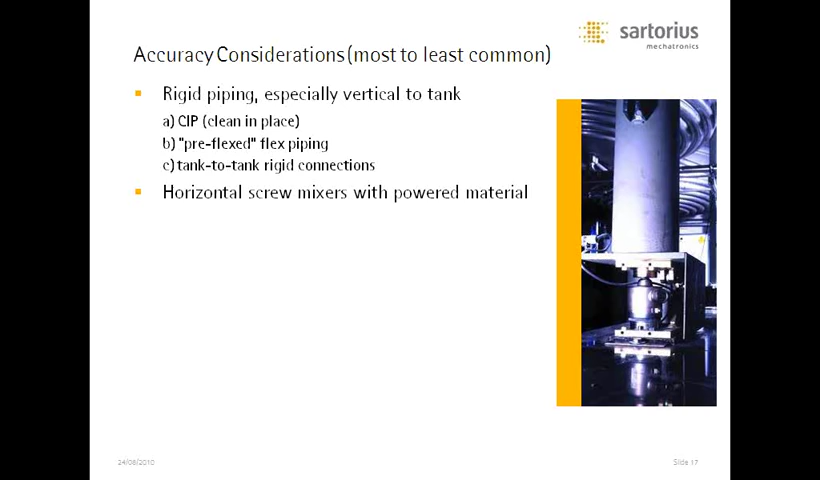 sartorius
mechatronics
Accuracy Considerations (most to least common)
Rigid piping, especially vertical to tank
a) CIP (clean in place)
b) "pre-flexed" flex piping
c) tank-to-tank rigid connections
Horizontal screw mixers with powered material
24/08/2010
Slide 17